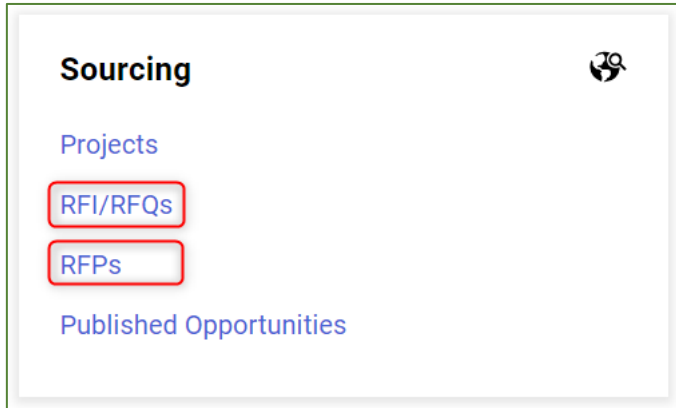 Sourcing
Projects
RFI/RFQs
RFPs
Published Opportunities